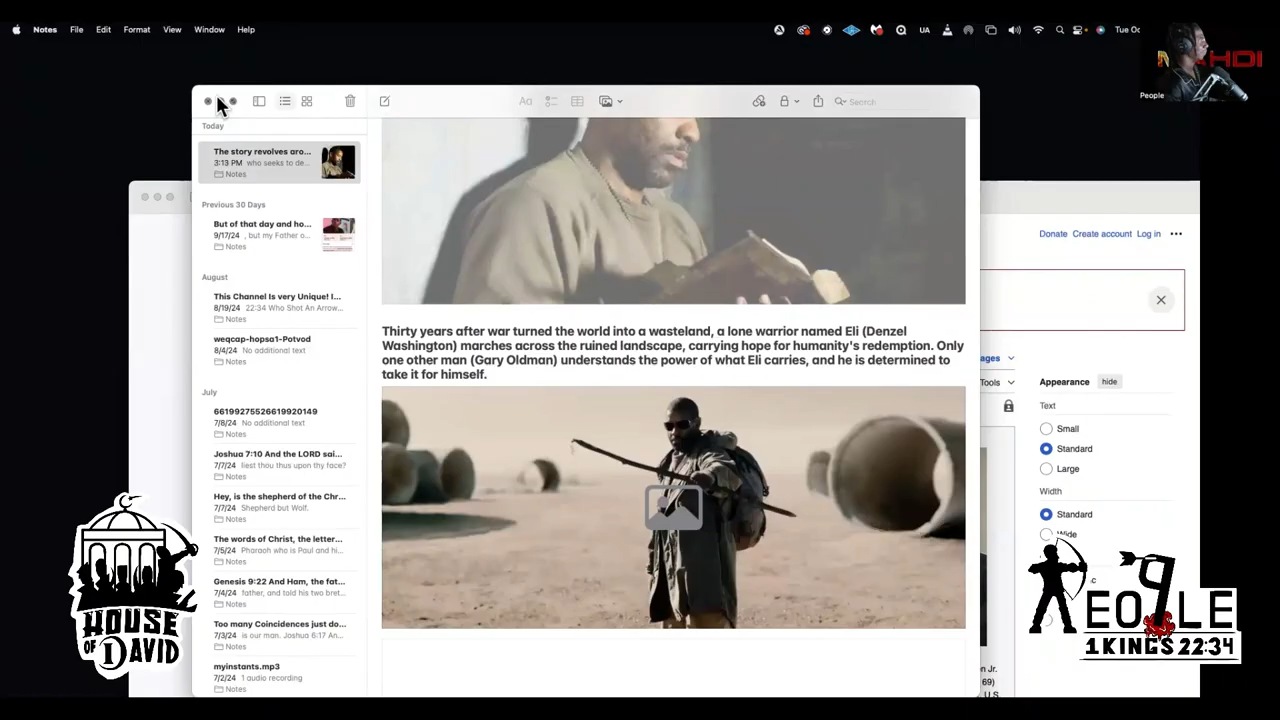 Notes File Edit Format View Window Help
UA
Tue Oc
People
Search
Today
The story revolves aro...
3:13 PM who seeks to de...
Notes
Previous 30 Days
But of that day and ho...
9/17/24 , but my Father o...
Notes
August
This Channel Is very Unique! I...
8/19/24 22:34 Who Shot An Arrow...
Notes
weqcap-hopsa1-Potvod
8/4/24 No additional text
Notes
July
66199275526619920149
7/8/24 No additional text
Notes
Joshua 7:10 And the LORD sai...
7/7/24 liest thou thus upon thy face?
Notes
Hey, is the shepherd of the Chr...
7/7/24 Shepherd but Wolf.
Notes
The words of Christ, the letter...
7/5/24 Pharaoh who is Paul and hi...
Notes
Genesis 9:22 And Ham, the fat...
7/4/24 father, and told his two bret...
Notes
Too many Coincidences just do...
7/3/24 is our man. Joshua 6:17 An...
Notes
myinstants.mp3
7/2/24 1 audio recording
Notes
Aa
Thirty years after war turned the world into a wasteland, a lone warrior named Eli (Denzel
Washington) marches across the ruined landscape, carrying hope for humanity's redemption. Only
one other man (Gary Oldman) understands the power of what Eli carries, and he is determined to
take it for himself.
Donate Create account Log in
ages
Tools
Appearance hide
Text
Small
Standard
Large
Width
Standard
Wide
en Jr.
69)
U.S.
HOUSE
OF DAVID
EOPLE
1 KINGS 22:34